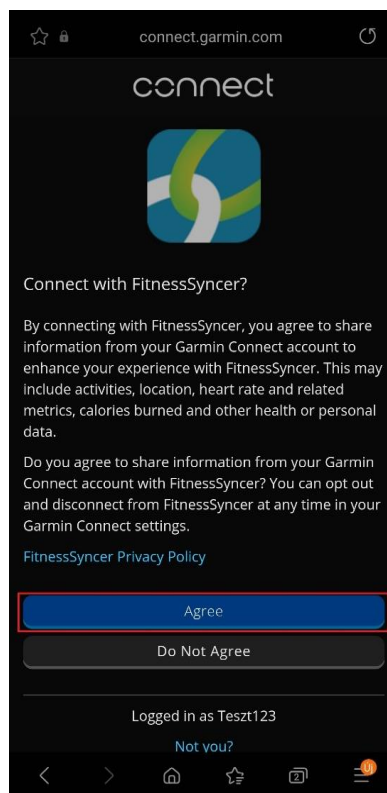 connect.garmin.com
connect
Connect with FitnessSyncer?
By connecting with FitnessSyncer, you agree to share
information from your Garmin Connect account to
enhance your experience with FitnessSyncer. This may
include activities, location, heart rate and related
metrics, calories burned and other health or personal
data.
Do you agree to share information from your Garmin
Connect account with FitnessSyncer? You can opt out
and disconnect from FitnessSyncer at any time in your
Garmin Connect settings.
FitnessSyncer Privacy Policy
Agree
Do Not Agree
Logged in as Teszt123
Not you?
2
Új